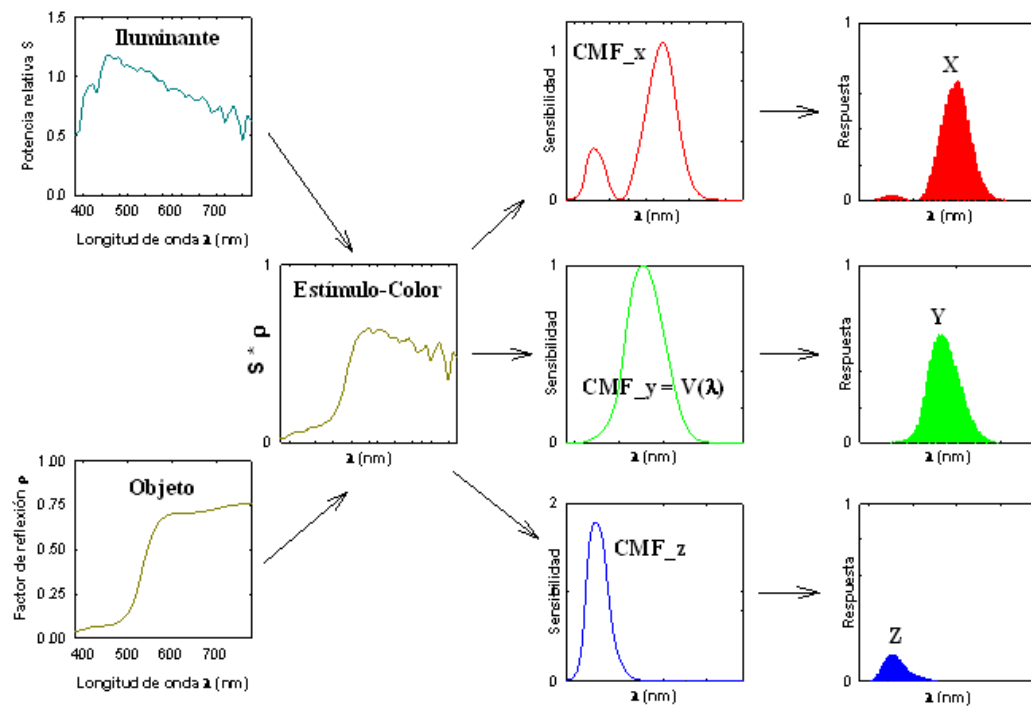 Iluminante
Potencia relativa S
1.5
1.0
0.5
0.0
400 500 600 700
Longitud de onda λ (nm)
Objeto
Factor de reflexión ρ
1.00
0.75
0.50
0.25
0.00
400 500 600 700
Longitud de onda λ (nm)
Estímulo-Color
S * ρ
1
0
λ (nm)
CMF_x
Sensibilidad
1
0
λ (nm)
X
Respuesta
1
0
λ (nm)
CMF_y = V(λ)
Sensibilidad
1
0
λ (nm)
Y
Respuesta
1
0
λ (nm)
CMF_z
Sensibilidad
2
1
0
λ (nm)
Z
Respuesta
1
0
λ (nm)